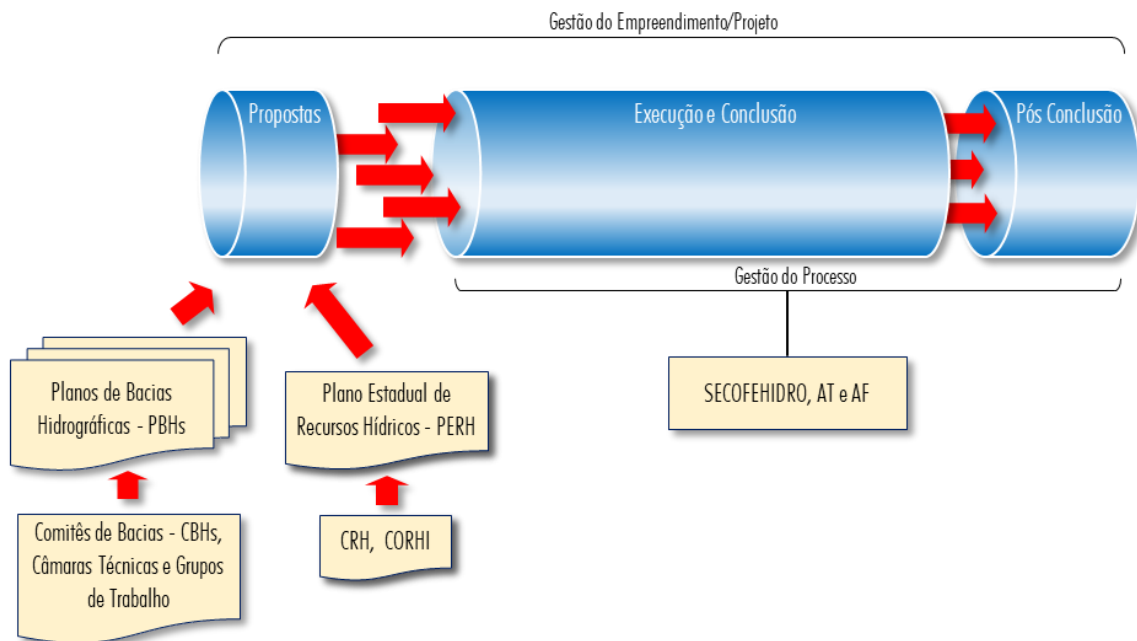 Gestão do Empreendimento/Projeto
Propostas
Execução e Conclusão
Pós Conclusão
Gestão do Processo
Planos de Bacias
Hidrográficas - PBHs
Plano Estadual de
Recursos Hídricos - PERH
SECOFEHIDRO, AT e AF
Comitês de Bacias - CBHs,
Câmaras Técnicas e Grupos
de Trabalho
CRH, CORHI